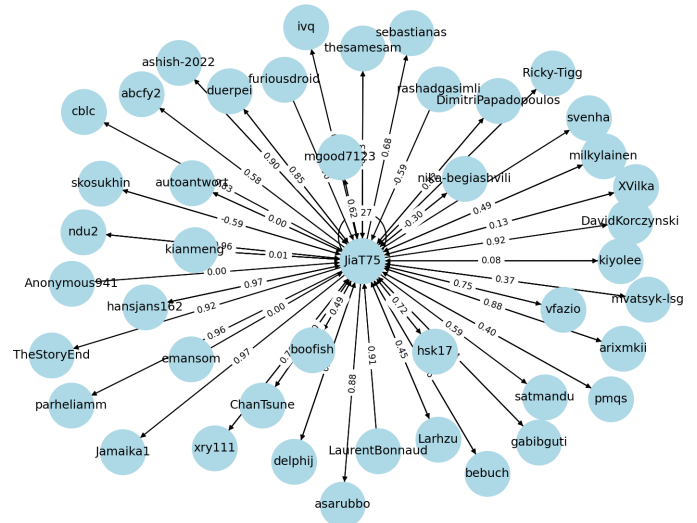 ivq
sebastianas
thesamesam
ashish-2022
furiousdroid
Ricky-Tigg
duerpei
rashadgasimli
abcfy2
DimitriPapadopoulos
cblc
svenha
0.68
0.90
0.85
-0.59
mgood7123
milkylainen
0.58
nika-begiashvili
skosukhin
autoantwort
XVilka
0.49
-0.59
0.00
0.62
27
-0.30
0.13
DavidKorczynski
ndu2
0.92
kianmeng
0.01
JiaT75
0.08
kiyolee
Anonymous941
0.00
0.97
0.37
mvatsyk-lsg
hansjans162
0.75
0.88
vfazio
0.92
0.49
0.72
0.00
0.96
0.59
0.40
TheStoryEnd
emansom
boofish
hsk17
arixmkii
0.97
0.91
0.45
0.88
parheliamm
ChanTsune
satmandu
pmqs
Jamaika1
xry111
delphij
LaurentBonnaud
Larhzu
gabibguti
bebuch
asarubbo